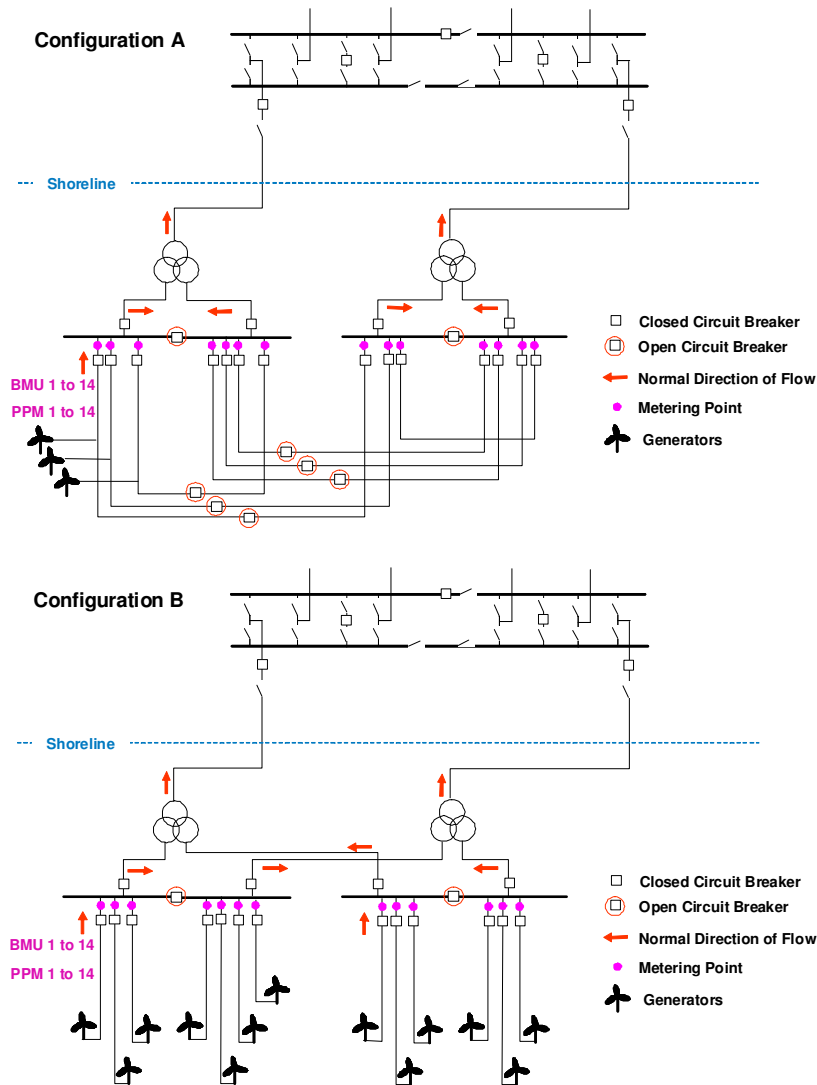 Configuration A
Shoreline
Closed Circuit Breaker
Open Circuit Breaker
BMU 1 to 14
Normal Direction of Flow
PPM 1 to 14
Metering Point
Generators
Configuration B
Shoreline
Closed Circuit Breaker
Open Circuit Breaker
BMU 1 to 14
Normal Direction of Flow
PPM 1 to 14
Metering Point
Generators